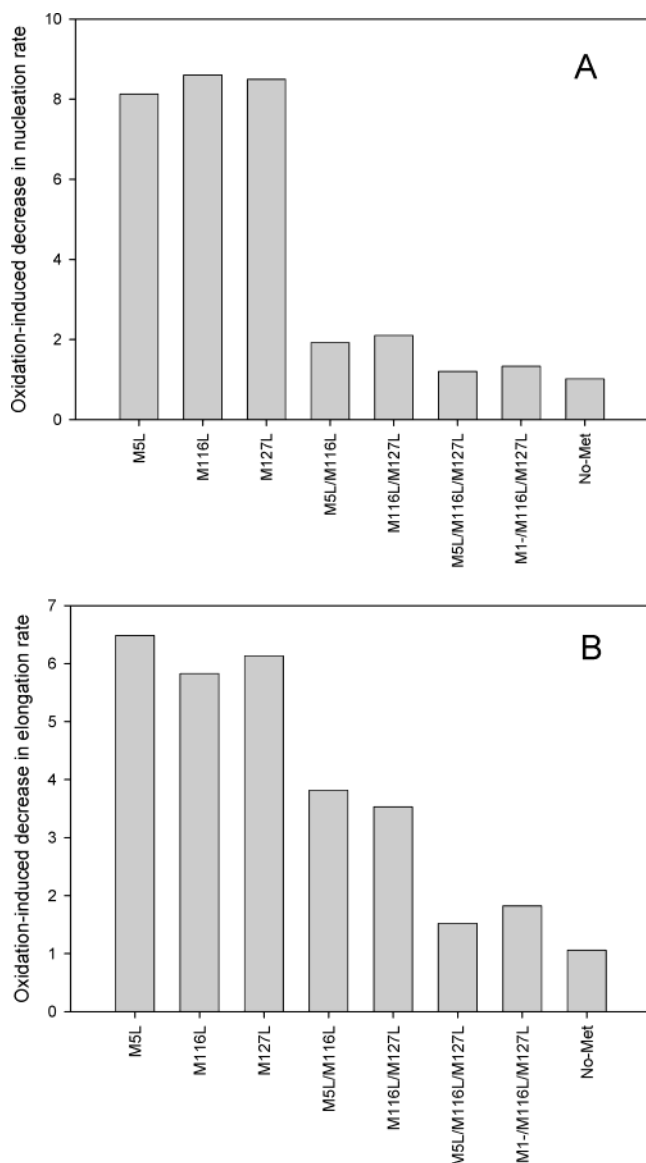 A
Oxidation-induced decrease in nucleation rate
10
8
6
4
2
0
M5L
M116L
M127L
M5L/M116L
M116L/M127L
M5L/M116L/M127L
M1-/M116L/M127L
No-Met
B
Oxidation-induced decrease in elongation rate
7
6
5
4
3
2
1
0
M5L
M116L
M127L
M5L/M116L
M116L/M127L
M5L/M116L/M127L
M1-/M116L/M127L
No-Met